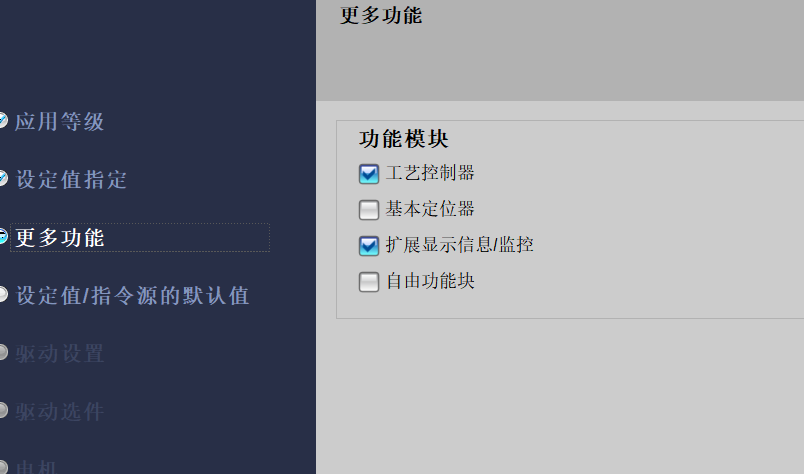 更多功能
应用等级
设定值指定
更多功能
设定值/指令源的默认值
驱动设置
驱动选件
电机
功能模块
工艺控制器
基本定位器
扩展显示信息/监控
自由功能块